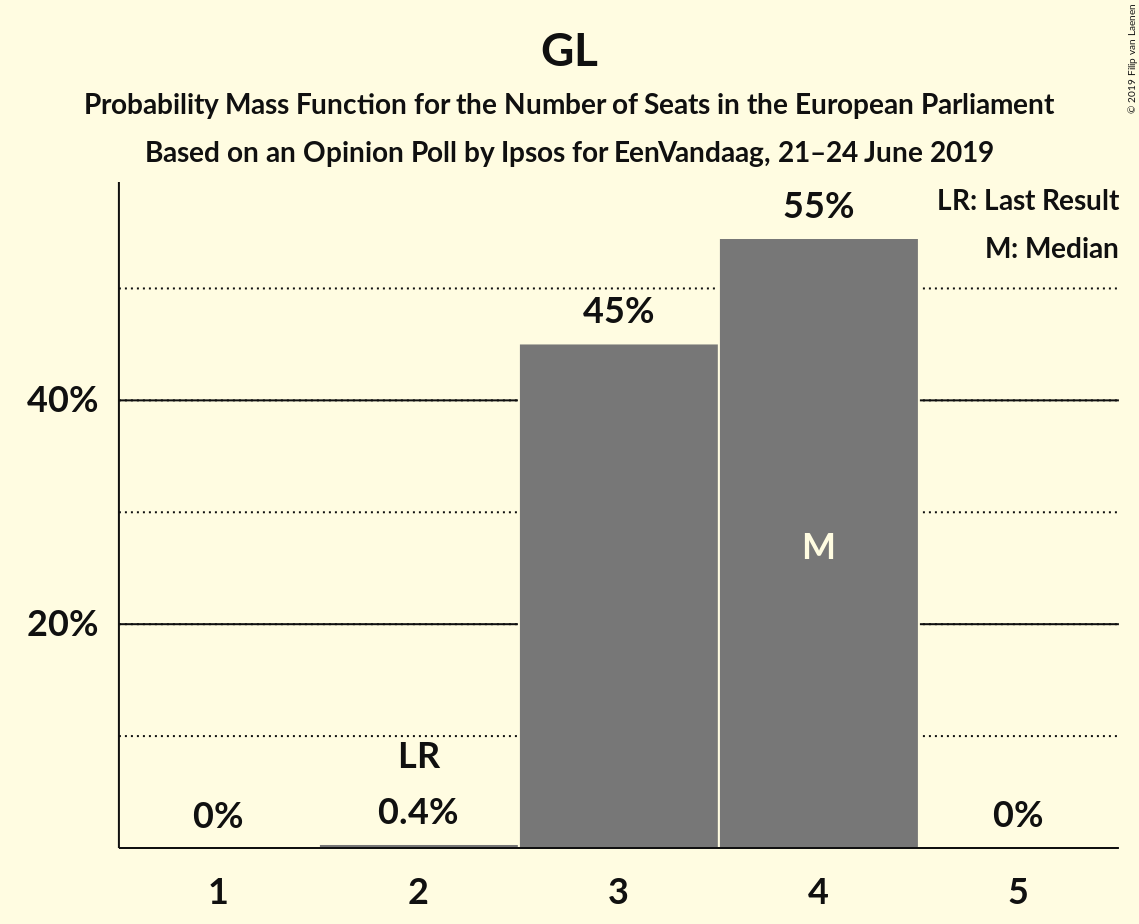 GL
Probability Mass Function for the Number of Seats in the European Parliament
Based on an Opinion Poll by Ipsos for EenVandaag, 21–24 June 2019
© 2019 Filip van Laenen
LR: Last Result
M: Median
55%
45%
40%
M
20%
LR
0%
0.4%
0%
1
2
3
4
5